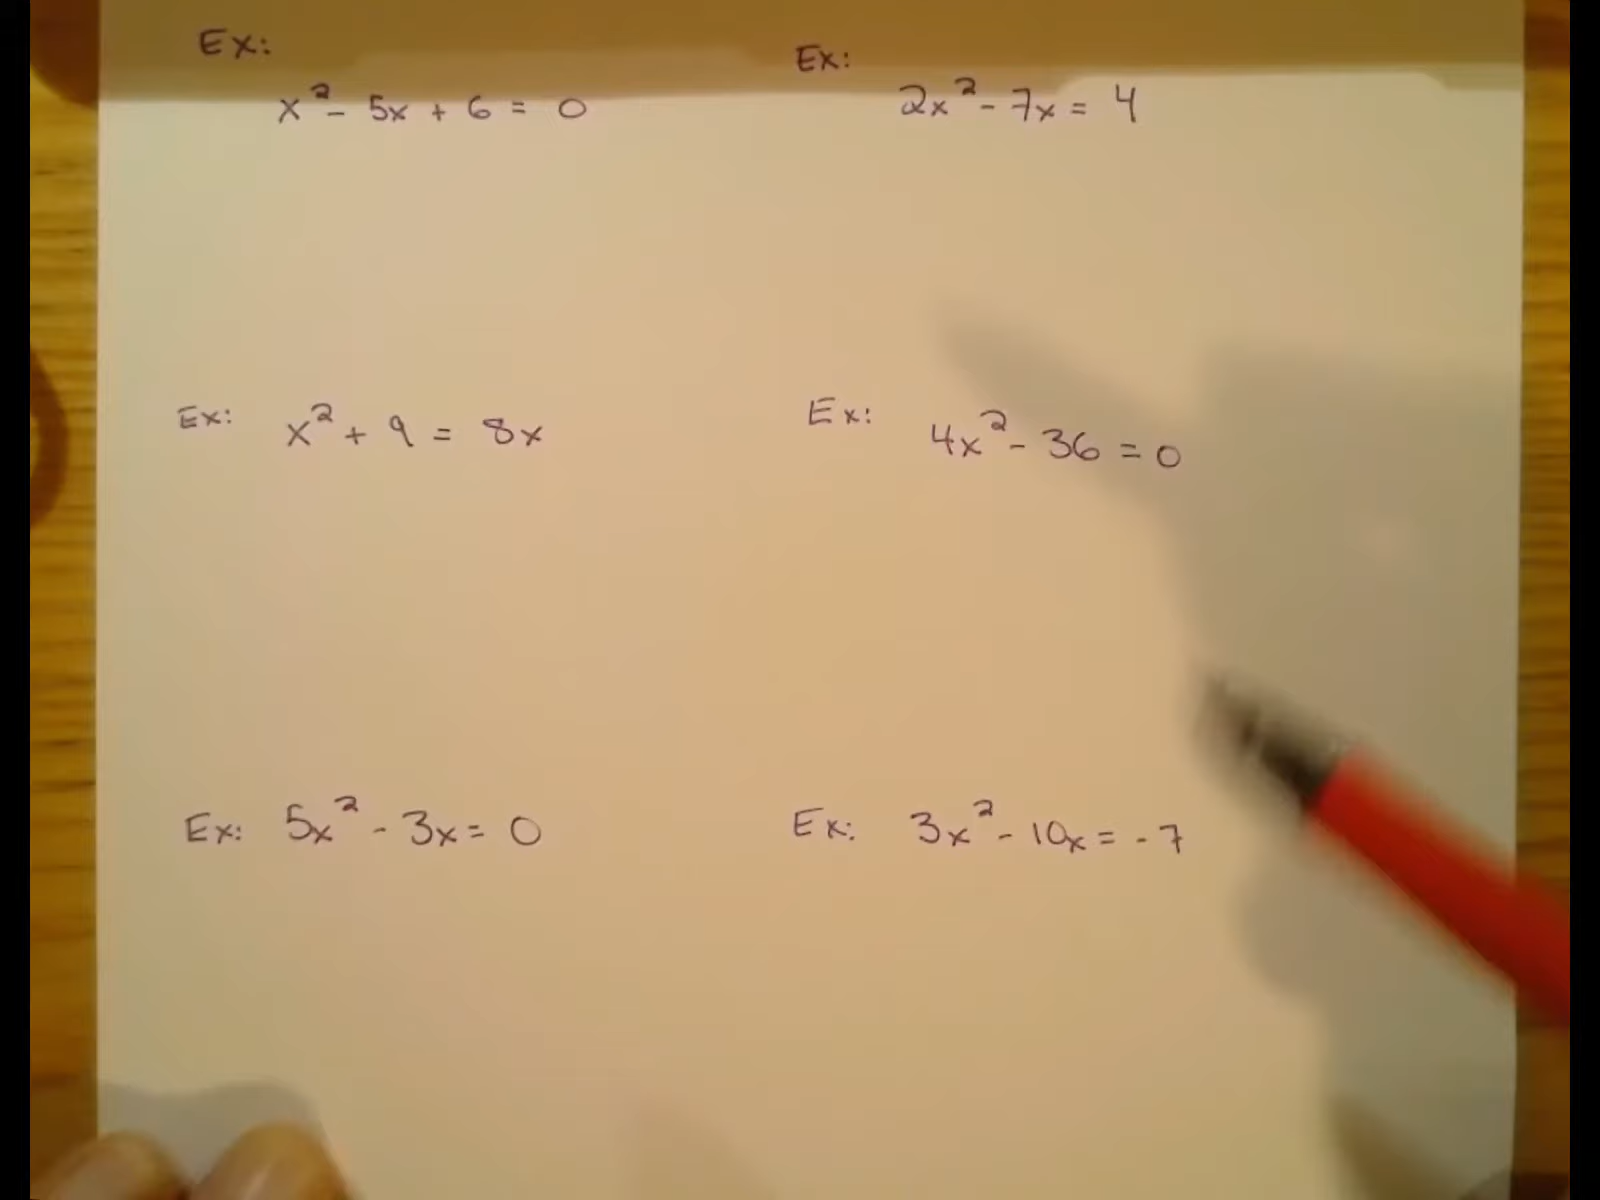 Ex:
x² - 5x + 6 = 0
Ex:
2x² - 7x = 4
Ex: x² + 9 = 8x
Ex: 4x² - 36 = 0
Ex: 5x² - 3x = 0
Ex: 3x² - 10x = -7